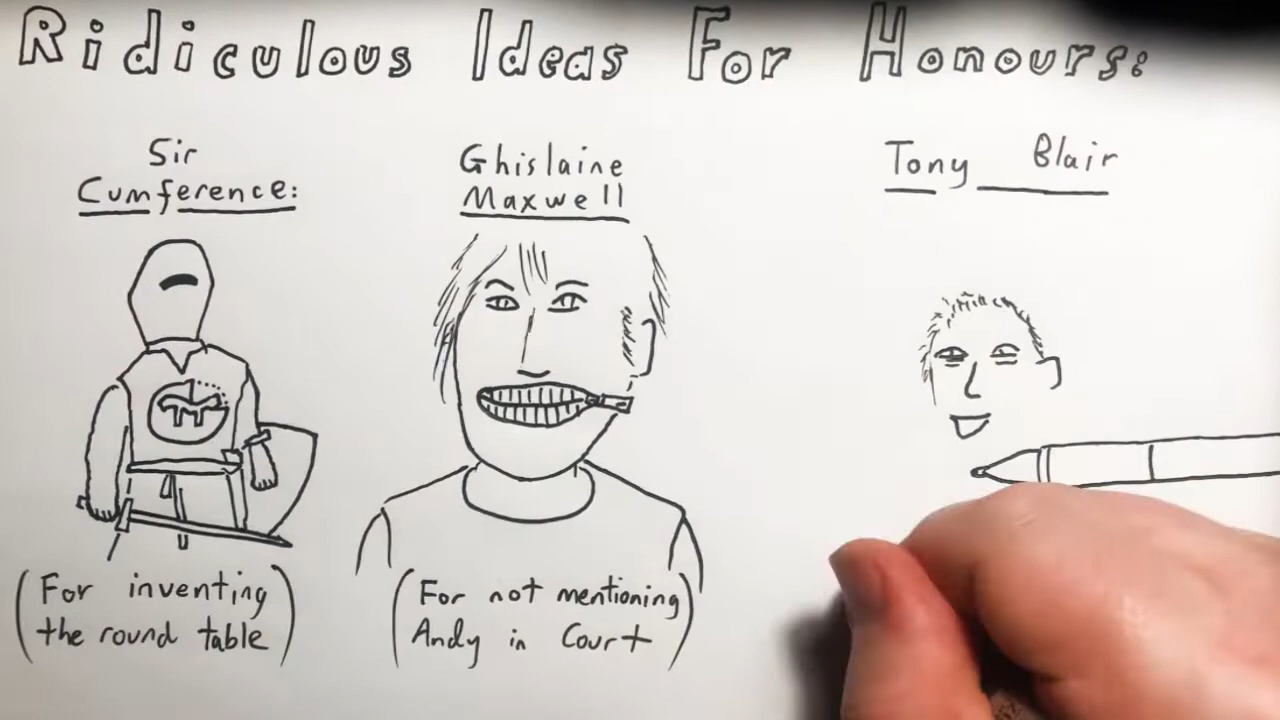 Ridiculous Ideas For Honours:
Sir
Cumference:
Ghislaine
Maxwell
Tony Blair
(For inventing
the round table)
(For not mentioning
Andy in Court)